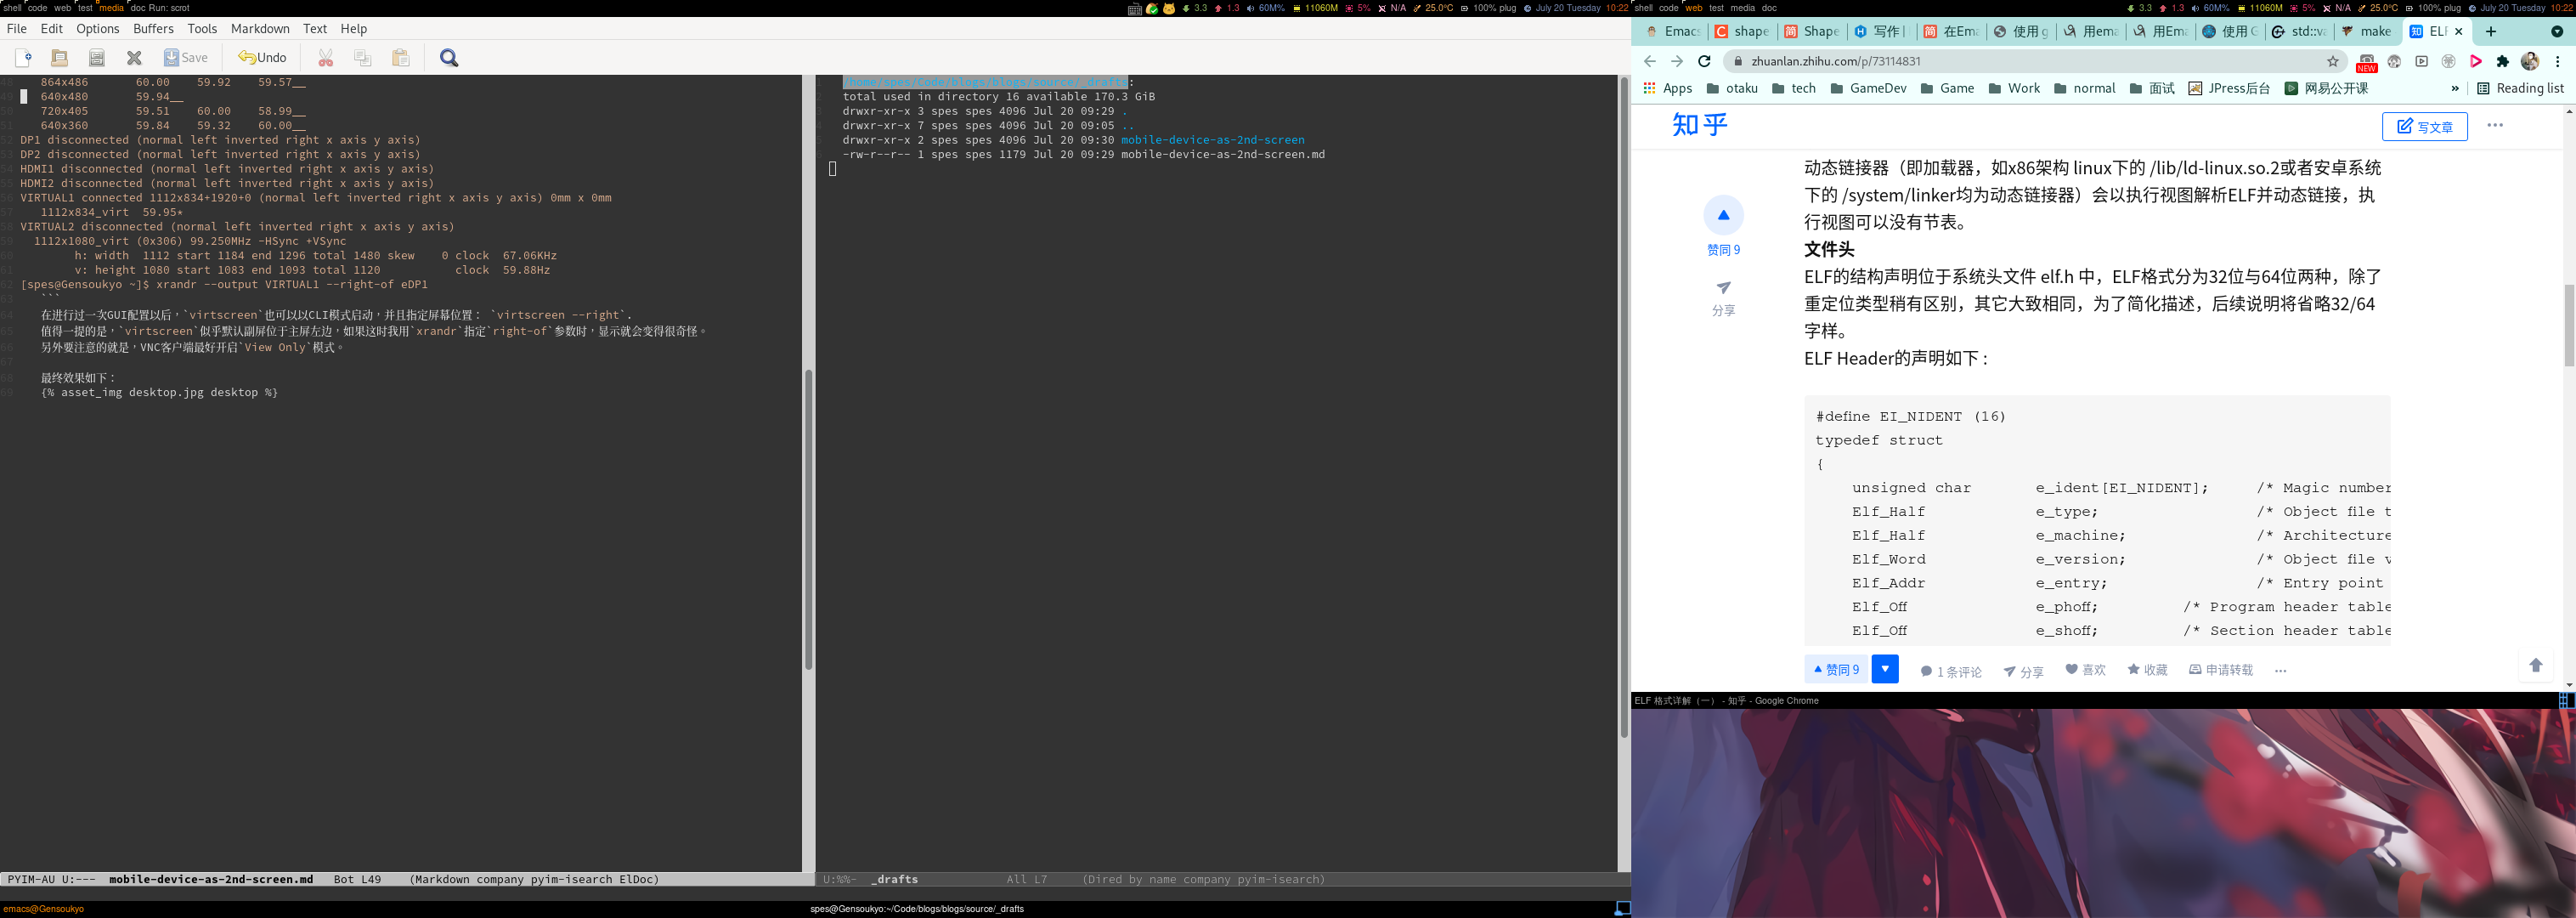 shell code web test media doc Run: scrot
3.3 1.3 60M% 11060M 5% N/A 25.0°C 100% plug July 20 Tuesday 10:22
File Edit Options Buffers Tools Markdown Text Help
Save Undo
48 864x486 60.00 59.92 59.57__
49 640x480 59.94__
50 720x405 59.51 60.00 58.99__
51 640x360 59.84 59.32 60.00__
52 DP1 disconnected (normal left inverted right x axis y axis)
53 DP2 disconnected (normal left inverted right x axis y axis)
54 HDMI1 disconnected (normal left inverted right x axis y axis)
55 HDMI2 disconnected (normal left inverted right x axis y axis)
56 VIRTUAL1 connected 1112x834+1920+0 (normal left inverted right x axis y axis) 0mm x 0mm
57 1112x834_virt 59.95*
58 VIRTUAL2 disconnected (normal left inverted right x axis y axis)
59 1112x1080_virt (0x306) 99.250MHz -HSync +VSync
60 h: width 1112 start 1184 end 1296 total 1480 skew 0 clock 67.06KHz
61 v: height 1080 start 1083 end 1093 total 1120 clock 59.88Hz
62 [spes@Gensoukyo ~]$ xrandr --output VIRTUAL1 --right-of eDP1
63 ```
64 在进行过一次GUI配置以后，`virtscreen`也可以以CLI模式启动，并且指定屏幕位置： `virtscreen --right`.
65 值得一提的是，`virtscreen`似乎默认副屏位于主屏左边，如果这时我用`xrandr`指定`right-of`参数时，显示就会变得很奇怪。
66 另外要注意的就是，VNC客户端最好开启`View Only`模式。
67
68 最终效果如下：
69 {% asset_img desktop.jpg desktop %}
PYIM-AU U:--- mobile-device-as-2nd-screen.md Bot L49 (Markdown company pyim-isearch ElDoc)
emacs@Gensoukyo
/home/spes/Code/blogs/blogs/source/_drafts:
total used in directory 16 available 170.3 GiB
drwxr-xr-x 3 spes spes 4096 Jul 20 09:29 .
drwxr-xr-x 7 spes spes 4096 Jul 20 09:05 ..
drwxr-xr-x 2 spes spes 4096 Jul 20 09:30 mobile-device-as-2nd-screen
-rw-r--r-- 1 spes spes 1179 Jul 20 09:29 mobile-device-as-2nd-screen.md
U:%%- _drafts All L7 (Dired by name company pyim-isearch)
spes@Gensoukyo:~/Code/blogs/blogs/source/_drafts
shell code web test media doc
3.3 1.3 60M% 11060M 5% N/A 25.0°C 100% plug July 20 Tuesday 10:22
Emacs shape Shape 写作 在Ema 使用 g 用ema 用Ema 使用 G std::va make ELF
zhuanlan.zhihu.com/p/73114831
NEW
Apps otaku tech GameDev Game Work normal 面试 JPress后台 网易公开课 » Reading list
知乎
写文章
动态链接器（即加载器，如x86架构 linux下的 /lib/ld-linux.so.2或者安卓系统
下的 /system/linker均为动态链接器）会以执行视图解析ELF并动态链接，执
行视图可以没有节表。
文件头
ELF的结构声明位于系统头文件 elf.h 中，ELF格式分为32位与64位两种，除了
重定位类型稍有区别，其它大致相同，为了简化描述，后续说明将省略32/64
字样。
ELF Header的声明如下：
赞同 9
分享
#define EI_NIDENT (16)
typedef struct
{
unsigned char e_ident[EI_NIDENT]; /* Magic number
Elf_Half e_type; /* Object file t
Elf_Half e_machine; /* Architecture
Elf_Word e_version; /* Object file v
Elf_Addr e_entry; /* Entry point
Elf_Off e_phoff; /* Program header table
Elf_Off e_shoff; /* Section header table
赞同 9 1 条评论 分享 喜欢 收藏 申请转载
ELF 格式详解（一） - 知乎 - Google Chrome